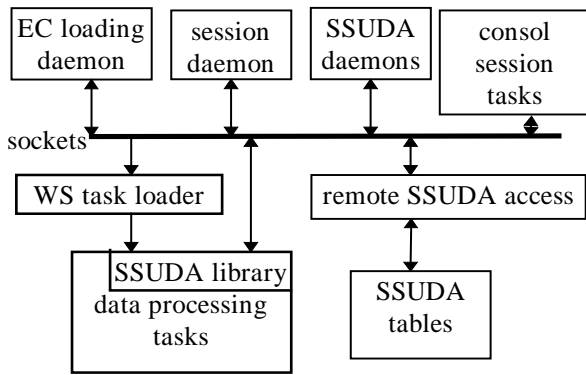 EC loading
daemon
session
daemon
SSUDA
daemons
consol
session
tasks
sockets
WS task loader
remote SSUDA access
SSUDA library
data processing
tasks
SSUDA
tables